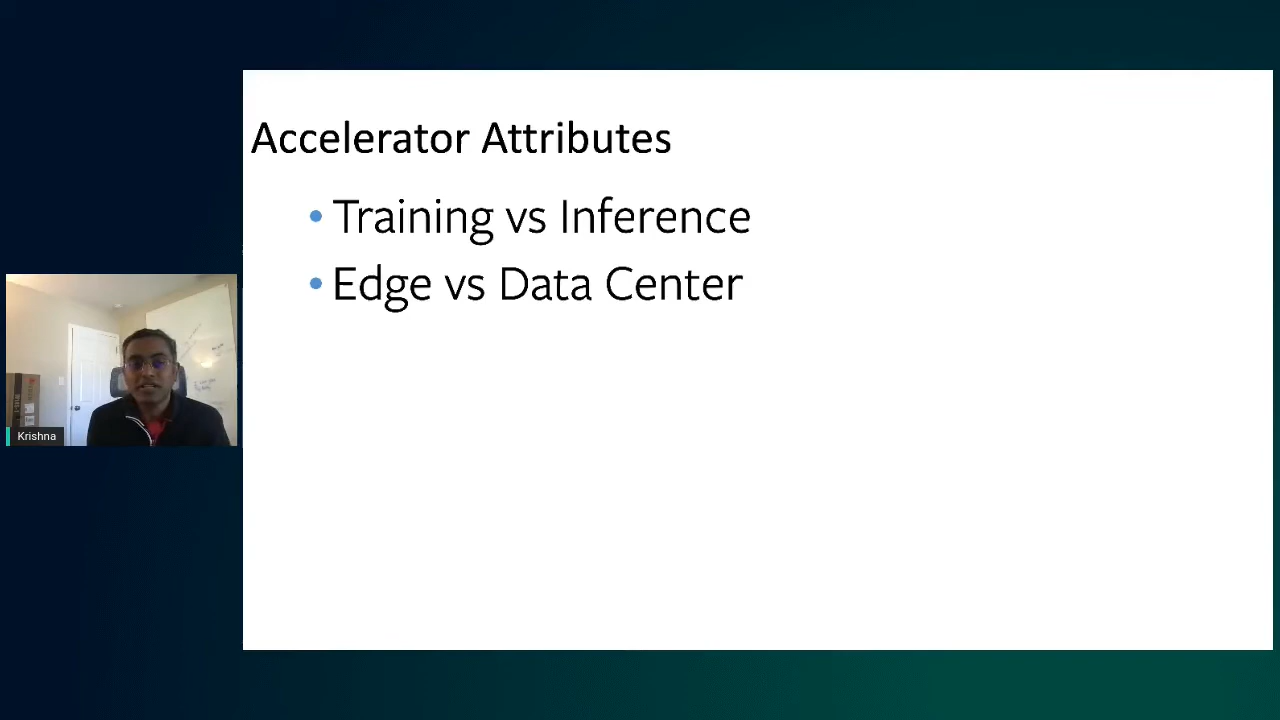 Accelerator Attributes
• Training vs Inference
• Edge vs Data Center
Krishna